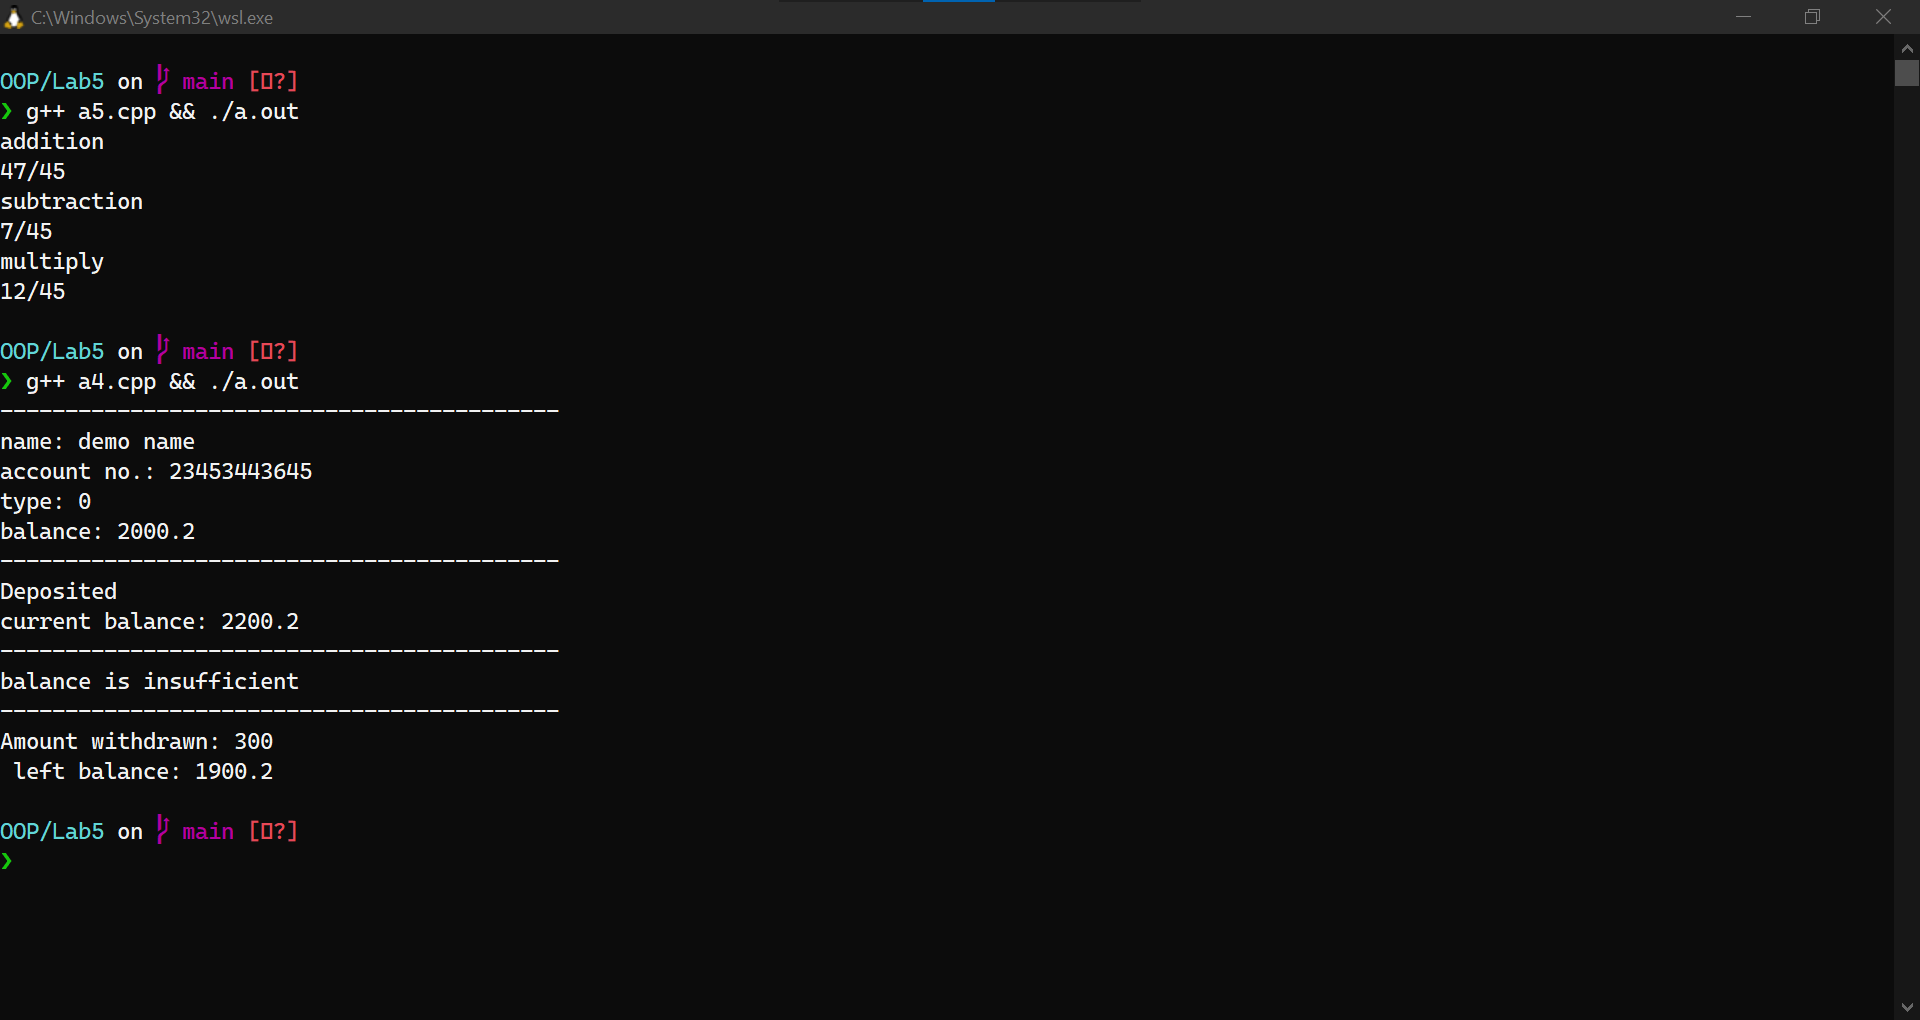 C:\Windows\System32\wsl.exe
OOP/Lab5 on main [▯?]
❯ g++ a5.cpp && ./a.out
addition
47/45
subtraction
7/45
multiply
12/45
OOP/Lab5 on main [▯?]
❯ g++ a4.cpp && ./a.out
-------------------------------------------
name: demo name
account no.: 23453443645
type: 0
balance: 2000.2
-------------------------------------------
Deposited
current balance: 2200.2
-------------------------------------------
balance is insufficient
-------------------------------------------
Amount withdrawn: 300
 left balance: 1900.2
OOP/Lab5 on main [▯?]
❯